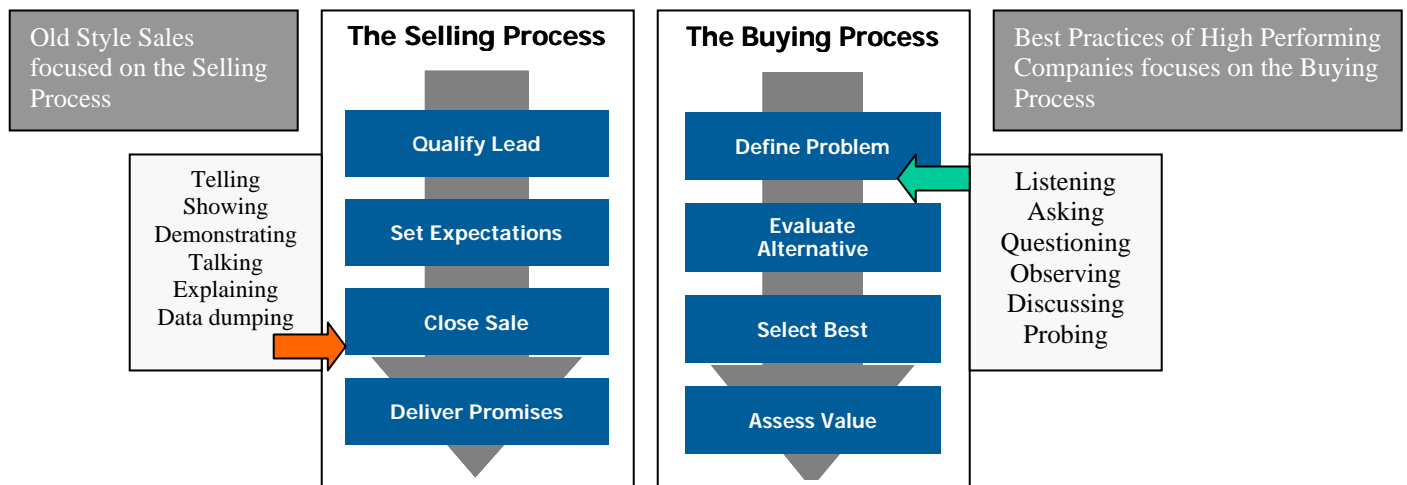 Old Style Sales
focused on the Selling
Process
The Selling Process
Qualify Lead
Set Expectations
Close Sale
Deliver Promises
Telling
Showing
Demonstrating
Talking
Explaining
Data dumping
The Buying Process
Define Problem
Evaluate
Alternative
Select Best
Assess Value
Best Practices of High Performing
Companies focuses on the Buying
Process
Listening
Asking
Questioning
Observing
Discussing
Probing